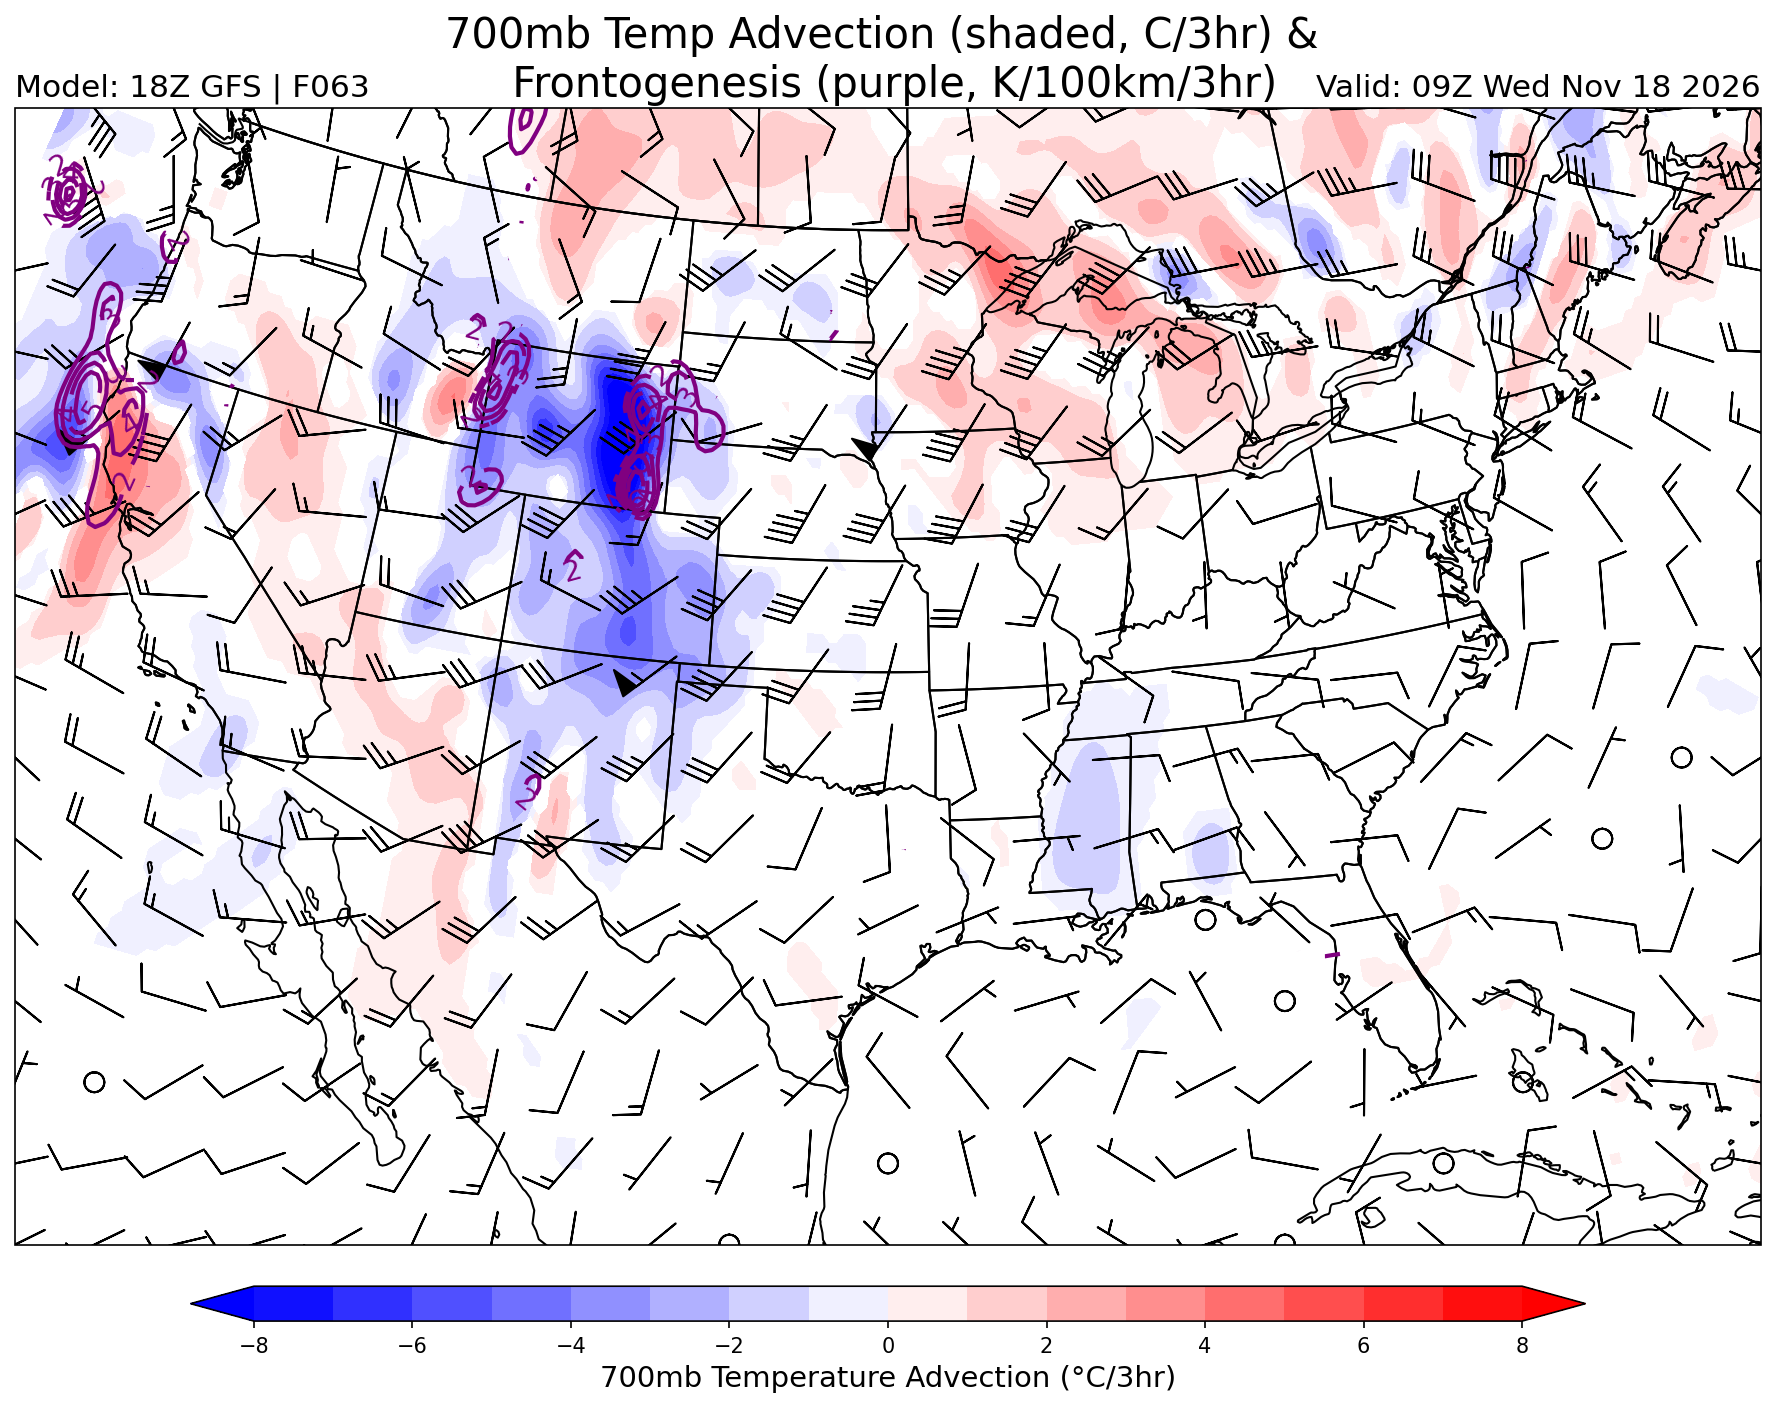 700mb Temp Advection (shaded, C/3hr) &
Model: 18Z GFS | F063
Frontogenesis (purple, K/100km/3hr)
Valid: 09Z Wed Nov 18 2026
−8 −6 −4 −2 0 2 4 6 8
700mb Temperature Advection (°C/3hr)